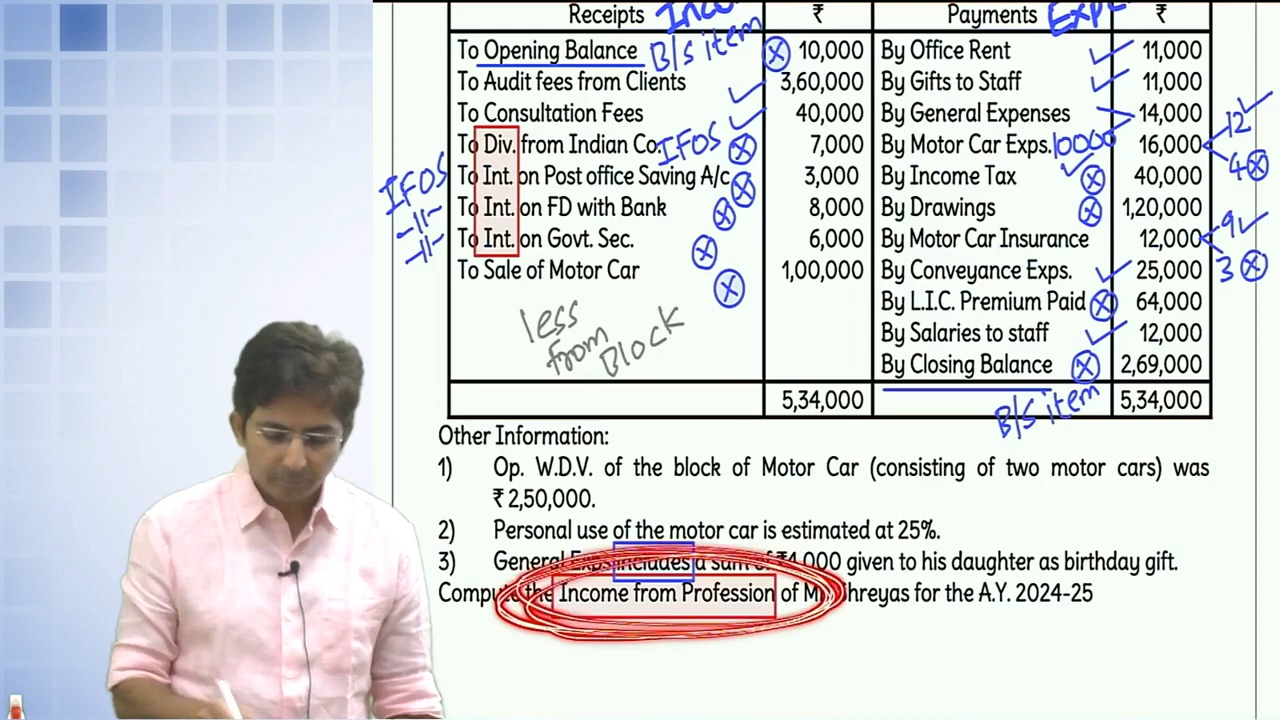 Receipts Inco ₹ Payments Exp ₹
To Opening Balance B/s item 10,000 By Office Rent 11,000
To Audit fees from Clients 3,60,000 By Gifts to Staff 11,000
To Consultation Fees 40,000 By General Expenses 14,000 12
To Div. from Indian Co. IFOS 7,000 By Motor Car Exps. 10000 16,000 4
IFOS To Int. on Post office Saving A/c 3,000 By Income Tax 40,000
-11- To Int. on FD with Bank 8,000 By Drawings 1,20,000
-11- To Int. on Govt. Sec. 6,000 By Motor Car Insurance 12,000 9
To Sale of Motor Car 1,00,000 By Conveyance Exps. 25,000 3
less By L.I.C. Premium Paid 64,000
from By Salaries to staff 12,000
Block By Closing Balance 2,69,000
5,34,000 B/s item 5,34,000
Other Information:
1) Op. W.D.V. of the block of Motor Car (consisting of two motor cars) was
₹ 2,50,000.
2) Personal use of the motor car is estimated at 25%.
3) General Exps includes a sum of ₹4,000 given to his daughter as birthday gift.
Compute the Income from Profession of Shreyas for the A.Y. 2024-25